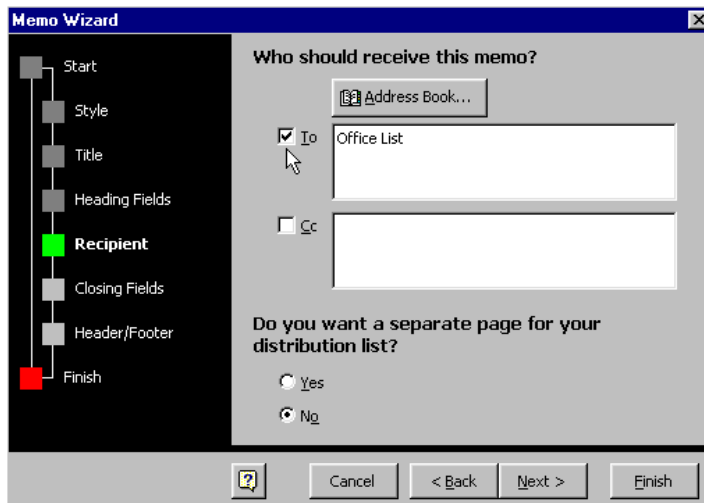 Memo Wizard
Start
Style
Title
Heading Fields
Recipient
Closing Fields
Header/Footer
Finish
Who should receive this memo?
Address Book...
To
Office List
Cc
Do you want a separate page for your
distribution list?
Yes
No
?
Cancel
< Back
Next >
Finish